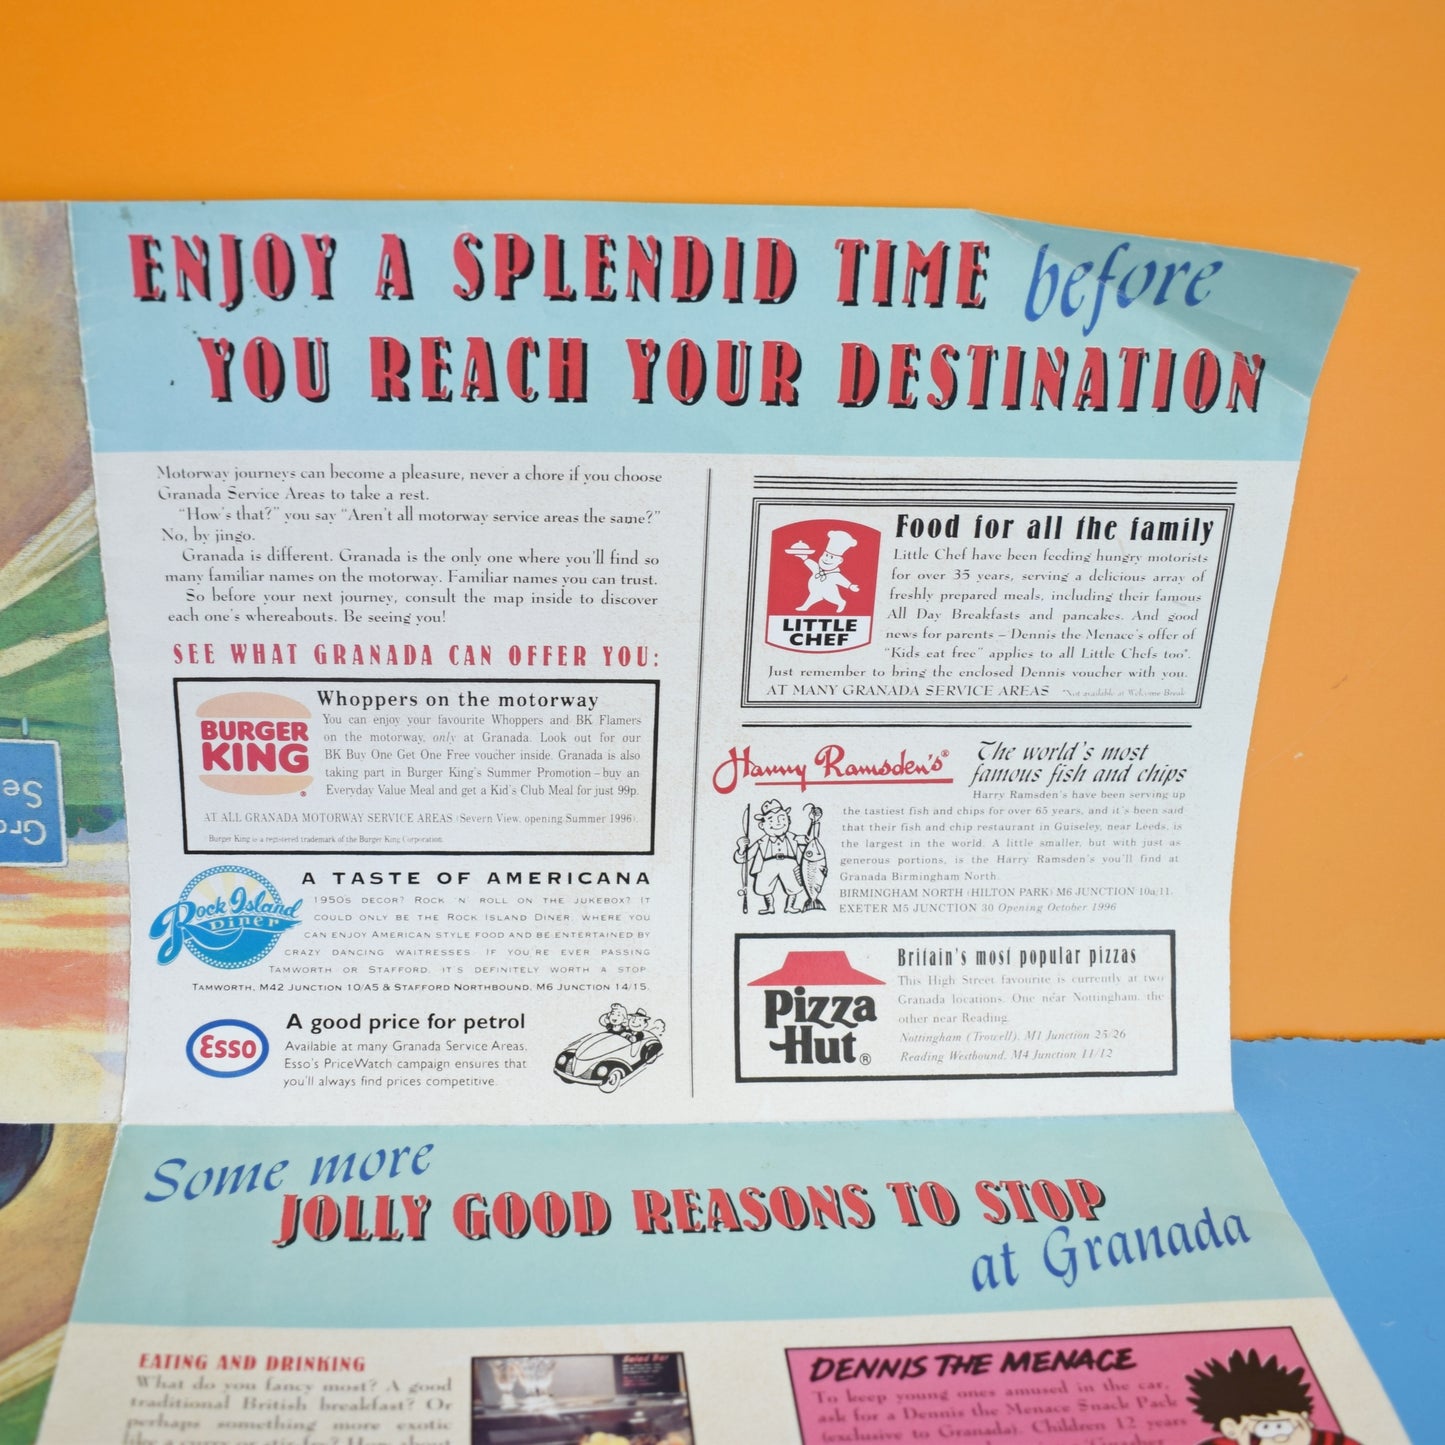 ENJOY A SPLENDID TIME before
YOU REACH YOUR DESTINATION
Motorway journeys can become a pleasure, never a chore if you choose
Granada Service Areas to take a rest.
"How's that?" you say "Aren't all motorway service areas the same?"
No, by jingo.
Granada is different. Granada is the only one where you'll find so
many familiar names on the motorway. Familiar names you can trust.
So before your next journey, consult the map inside to discover
each one's whereabouts. Be seeing you!
SEE WHAT GRANADA CAN OFFER YOU:
BURGER
KING
®
Whoppers on the motorway
You can enjoy your favourite Whoppers and BK Flamers
on the motorway, only at Granada. Look out for our
BK Buy One Get One Free voucher inside. Granada is also
taking part in Burger King's Summer Promotion – buy an
Everyday Value Meal and get a Kid's Club Meal for just 99p.
AT ALL GRANADA MOTORWAY SERVICE AREAS (Severn View, opening Summer 1996).
Burger King is a registered trademark of the Burger King Corporation.
Rock Island
DINER
A TASTE OF AMERICANA
1950s DECOR? ROCK 'N' ROLL ON THE JUKEBOX? IT
COULD ONLY BE THE ROCK ISLAND DINER, WHERE YOU
CAN ENJOY AMERICAN STYLE FOOD AND BE ENTERTAINED BY
CRAZY DANCING WAITRESSES. IF YOU'RE EVER PASSING
TAMWORTH OR STAFFORD, IT'S DEFINITELY WORTH A STOP.
TAMWORTH, M42 JUNCTION 10/A5 & STAFFORD NORTHBOUND, M6 JUNCTION 14/15.
Esso
A good price for petrol
Available at many Granada Service Areas.
Esso's PriceWatch campaign ensures that
you'll always find prices competitive.
LITTLE
CHEF
Food for all the family
Little Chef have been feeding hungry motorists
for over 35 years, serving a delicious array of
freshly prepared meals, including their famous
All Day Breakfasts and pancakes. And good
news for parents – Dennis the Menace's offer of
"Kids eat free" applies to all Little Chefs too*.
Just remember to bring the enclosed Dennis voucher with you.
AT MANY GRANADA SERVICE AREAS *Not available at Welcome Break
Harry Ramsden's®
The world's most
famous fish and chips
Harry Ramsden's have been serving up
the tastiest fish and chips for over 65 years, and it's been said
that their fish and chip restaurant in Guiseley, near Leeds, is
the largest in the world. A little smaller, but with just as
generous portions, is the Harry Ramsden's you'll find at
Granada Birmingham North.
BIRMINGHAM NORTH (HILTON PARK) M6 JUNCTION 10a/11.
EXETER M5 JUNCTION 30 Opening October 1996
Pizza
Hut®
Britain's most popular pizzas
This High Street favourite is currently at two
Granada locations. One near Nottingham, the
other near Reading.
Nottingham (Trowell), M1 Junction 25/26
Reading Westbound, M4 Junction 11/12
Some more
JOLLY GOOD REASONS TO STOP
at Granada
EATING AND DRINKING
What do you fancy most? A good
traditional British breakfast? Or
perhaps something more exotic
like a curry or stir-fry? How about
Salad Bar
DENNIS THE MENACE
To keep young ones amused in the car,
ask for a Dennis the Menace Snack Pack
(exclusive to Granada). Children 12 years